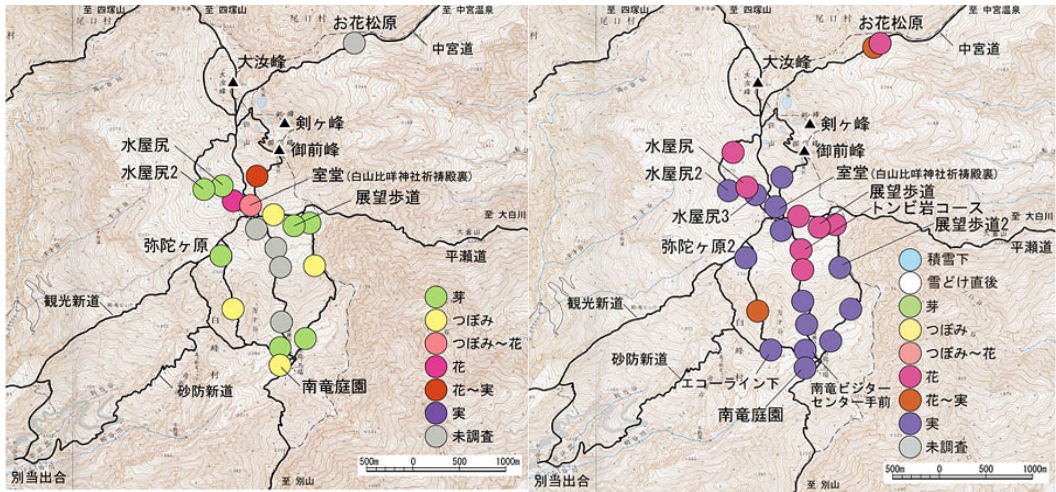 至 四塚山
尾口村
お花松原
至 中宮温泉
中宮道
大汝峰
剣ヶ峰
御前峰
水屋尻
水屋尻2
室堂(白山比咩神社祈祷殿裏)
展望歩道
至 大白川
弥陀ヶ原
平瀬道
観光新道
白
峰
村
砂防新道
南竜庭園
別当出合
至 別山
芽
つぼみ
つぼみ〜花
花
花〜実
実
未調査
500m 0 500 1000m
至 四塚山
尾口村
お花松原
至 中宮温泉
中宮道
大汝峰
剣ヶ峰
御前峰
水屋尻
水屋尻2
室堂(白山比咩神社祈祷殿裏)
展望歩道
トンビ岩コース
水屋尻3
至 大白川
展望歩道2
弥陀ヶ原2
平瀬道
観光新道
白
峰
村
砂防新道
エコーライン下
南竜ビジター
センター手前
南竜庭園
別当出合
至 別山
積雪下
雪どけ直後
芽
つぼみ
つぼみ〜花
花
花〜実
実
未調査
500m 0 500 1000m